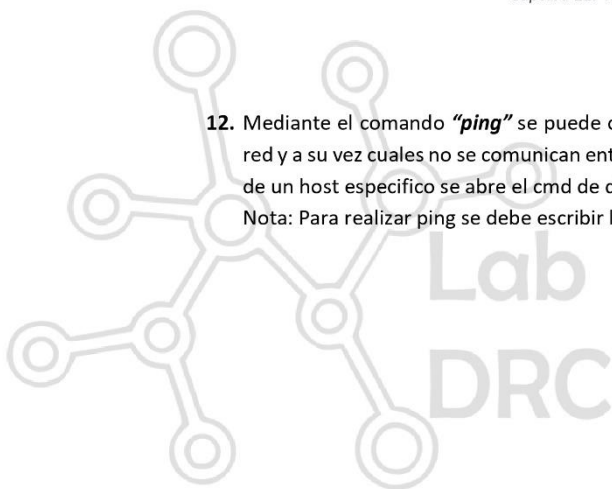 12. Mediante el comando “ping” se puede
red y a su vez cuales no se comunican
de un host especifico se abre el cmd de
Nota: Para realizar ping se debe escribir
Lab
DRC